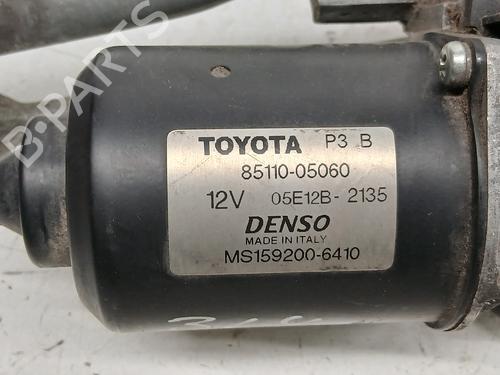 B-PARTS
TOYOTA P3 B
85110-05060
12V 05E12B-2135
DENSO
MADE IN ITALY
MS159200-6410